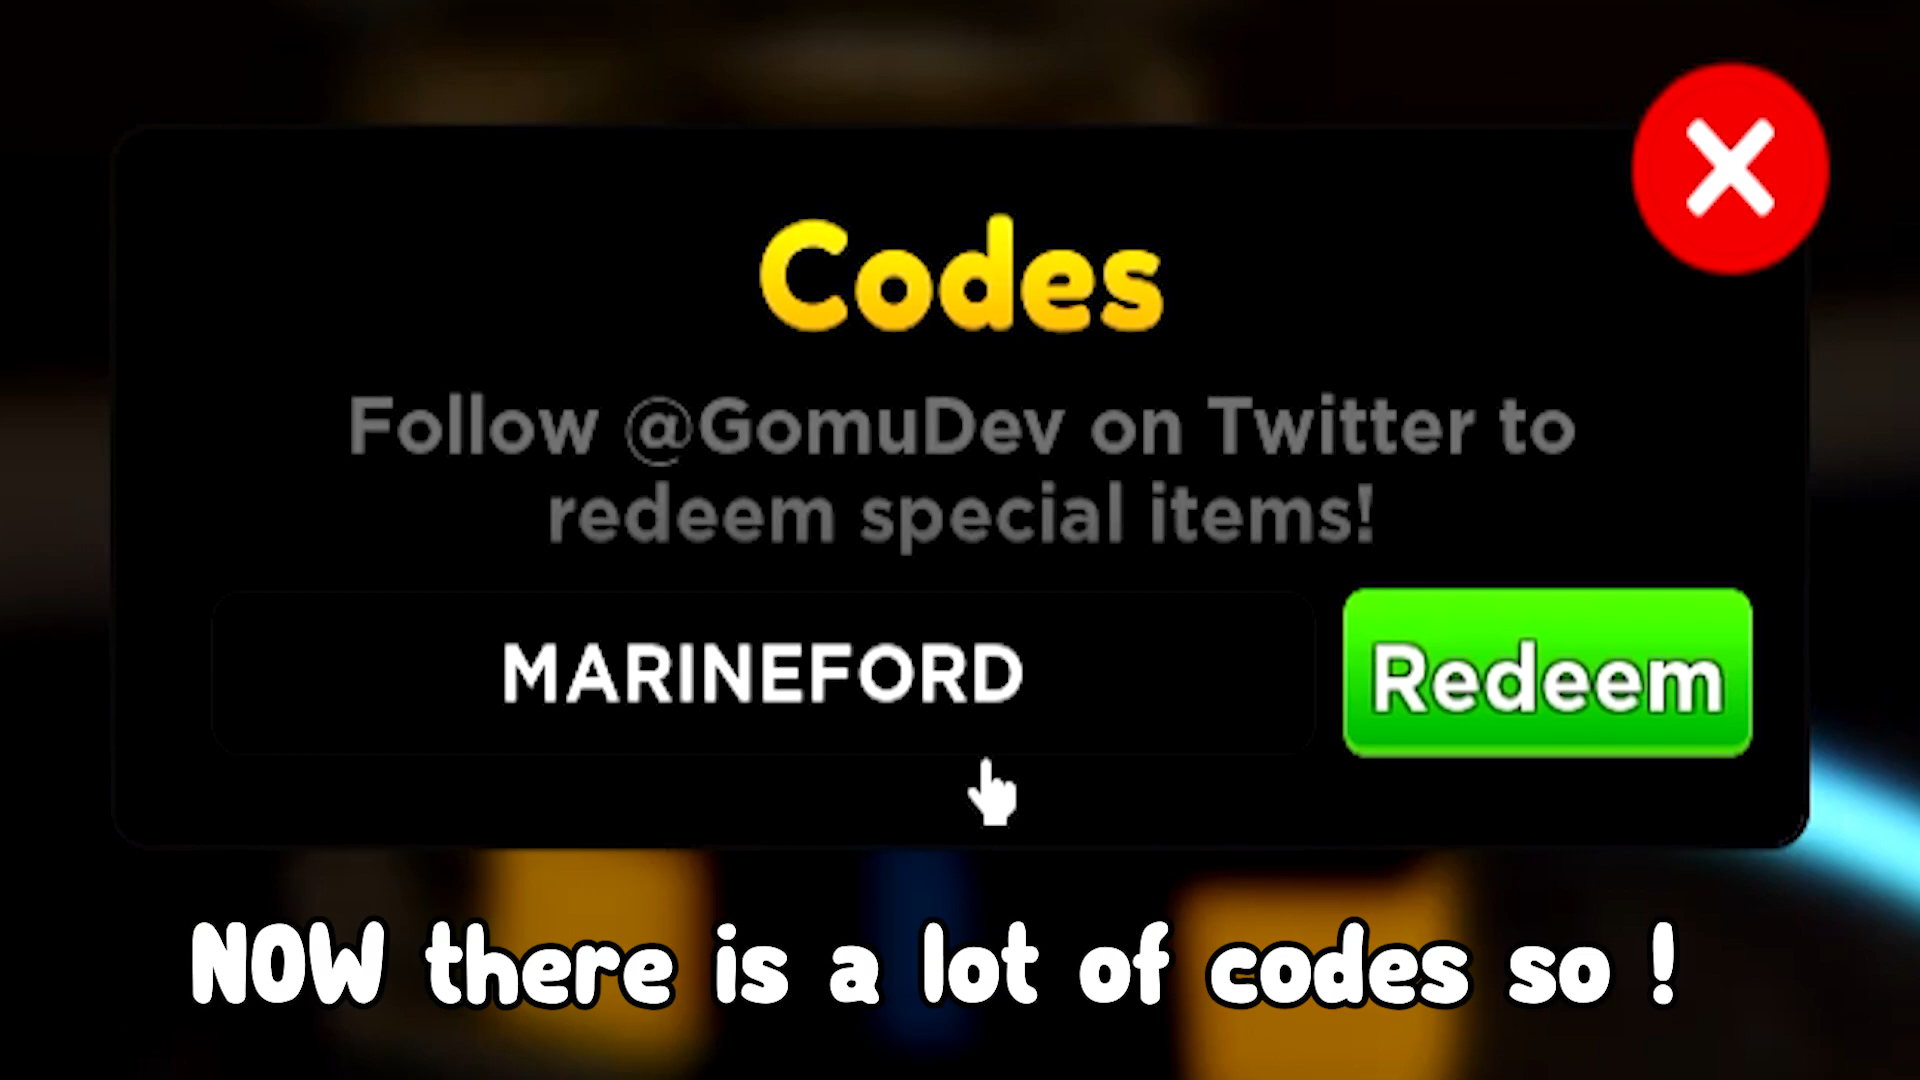 Codes
Follow @GomuDev on Twitter to
redeem special items!
MARINEFORD
Redeem
NOW there is a lot of codes so !